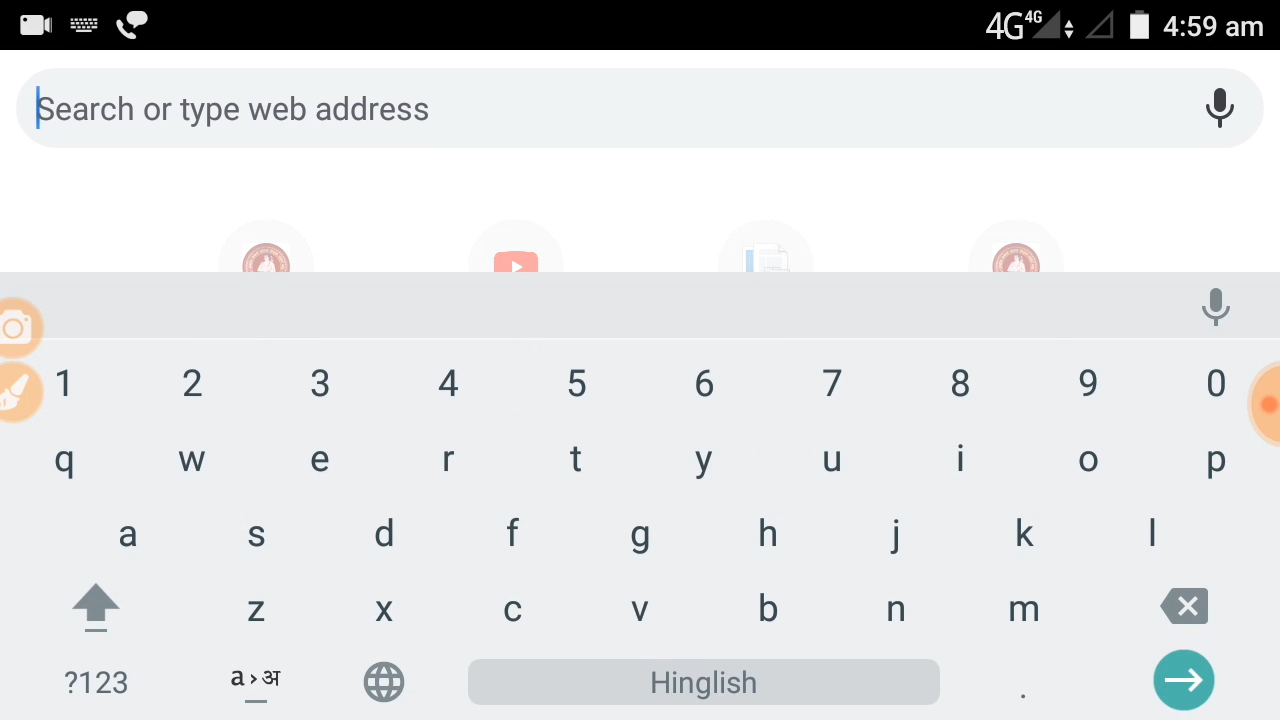 4G 4G 4:59 am
Search or type web address
1 2 3 4 5 6 7 8 9 0
q w e r t y u i o p
a s d f g h j k l
z x c v b n m
?123 a›अ Hinglish .